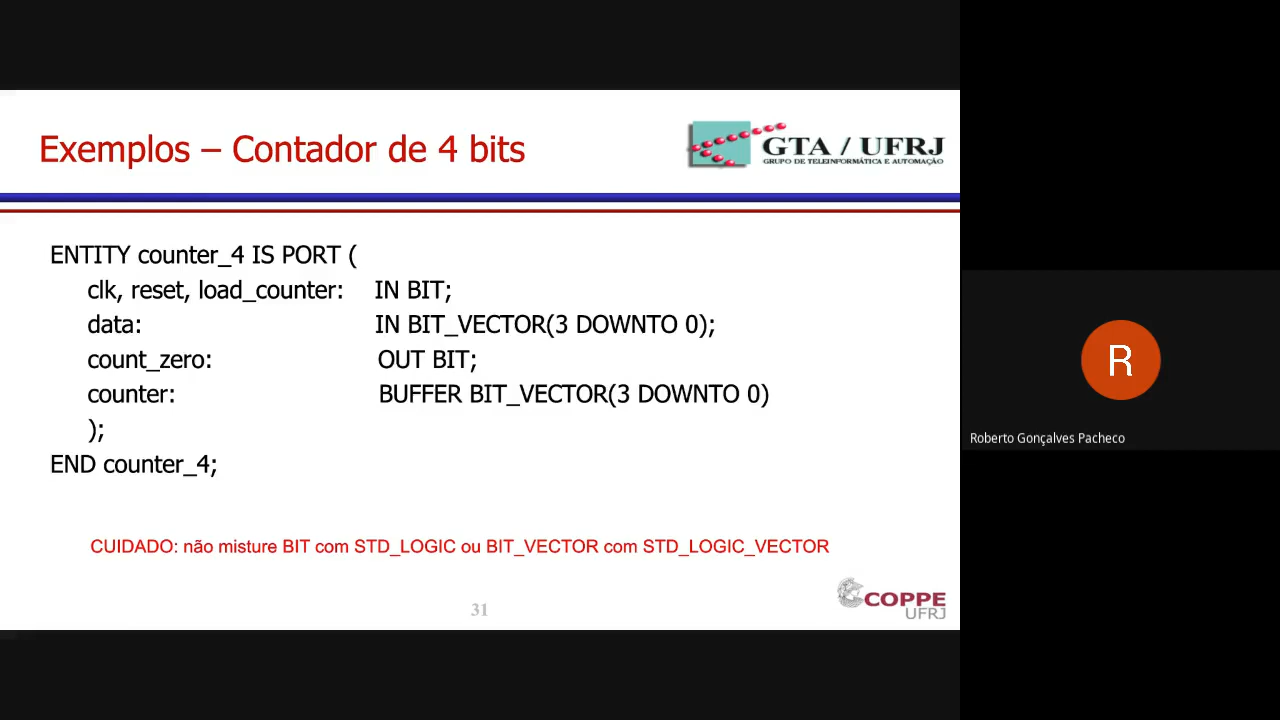 Exemplos – Contador de 4 bits
GTA / UFRJ
GRUPO DE TELEINFORMÁTICA E AUTOMAÇÃO
ENTITY counter_4 IS PORT (
clk, reset, load_counter: IN BIT;
data: IN BIT_VECTOR(3 DOWNTO 0);
count_zero: OUT BIT;
counter: BUFFER BIT_VECTOR(3 DOWNTO 0)
);
END counter_4;
CUIDADO: não misture BIT com STD_LOGIC ou BIT_VECTOR com STD_LOGIC_VECTOR
31
COPPE
UFRJ
R
Roberto Gonçalves Pacheco